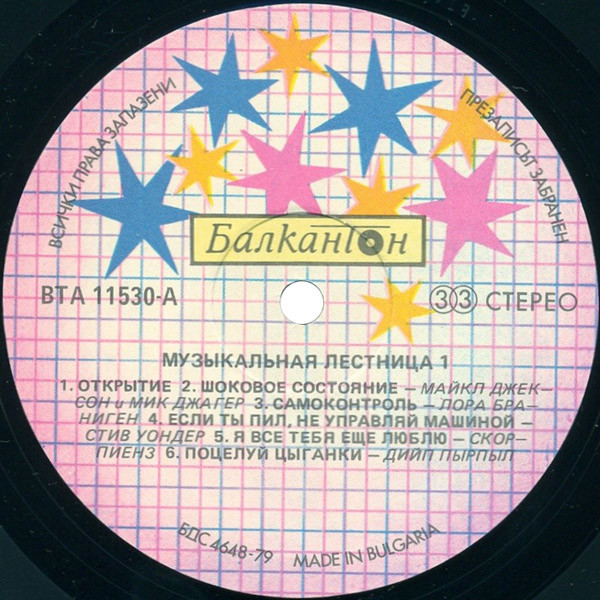 ВСИЧКИ ПРАВА ЗАПАЗЕНИ
ПРЕЗАПИСЪТ ЗАБРАНЕН
Балкантон
ВТА 11530-А
33 СТЕРЕО
МУЗЫКАЛЬНАЯ ЛЕСТНИЦА 1
1. ОТКРЫТИЕ 2. ШОКОВОЕ СОСТОЯНИЕ – МАЙКЛ ДЖЕК-
СОН и МИК ДЖАГЕР 3. САМОКОНТРОЛЬ – ЛОРА БРА-
НИГЕН 4. ЕСЛИ ТЫ ПИЛ, НЕ УПРАВЛЯЙ МАШИНОЙ –
СТИВ УОНДЕР 5. Я ВСЕ ТЕБЯ ЕЩЕ ЛЮБЛЮ – СКОР-
ПИЕНЗ 6. ПОЦЕЛУЙ ЦЫГАНКИ – ДИЙП ПЫРПЫЛ
БДС 4648-79 MADE IN BULGARIA